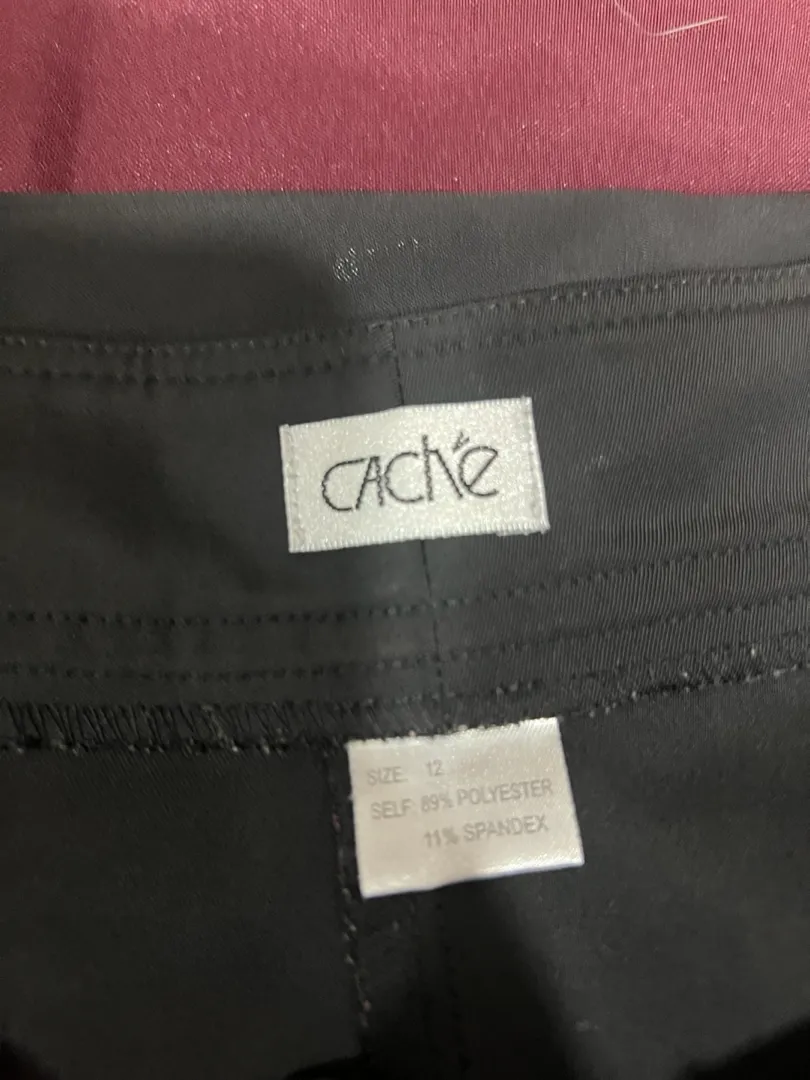 CACHé
SIZE: 12
SELF: 89% POLYESTER
11% SPANDEX